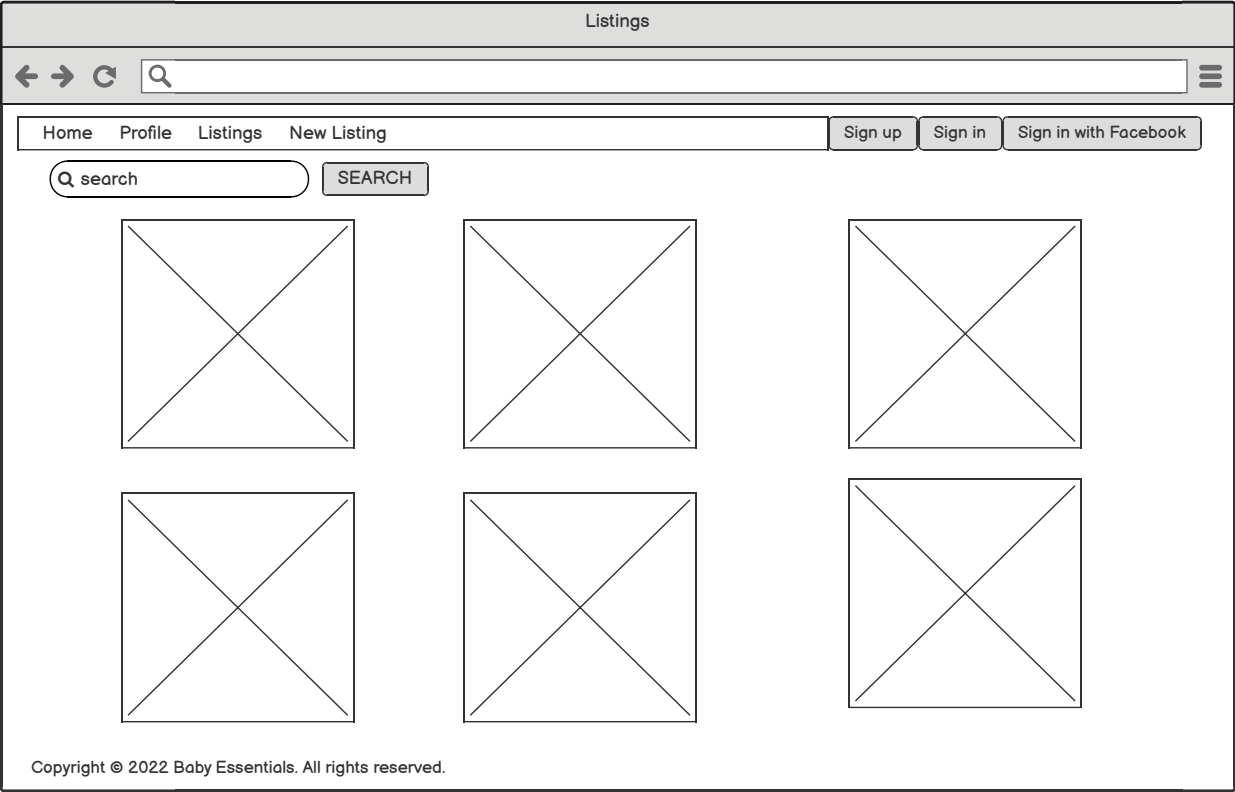 Listings
Home Profile Listings New Listing Sign up Sign in Sign in with Facebook
search SEARCH
Copyright © 2022 Baby Essentials. All rights reserved.